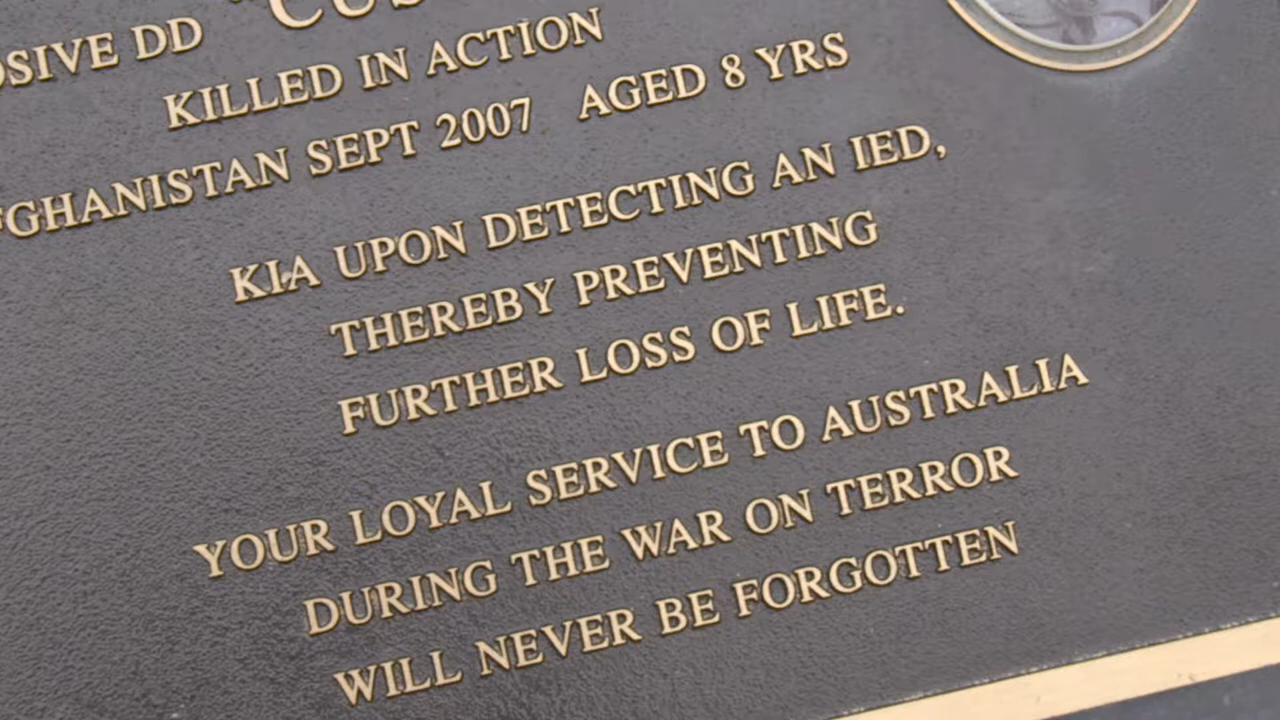 DD
KILLED IN ACTION
SEPT 2007 AGED 8 YRS
KIA UPON DETECTING AN IED,
THEREBY PREVENTING
FURTHER LOSS OF LIFE.
YOUR LOYAL SERVICE TO AUSTRALIA
DURING THE WAR ON TERROR
WILL NEVER BE FORGOTTEN